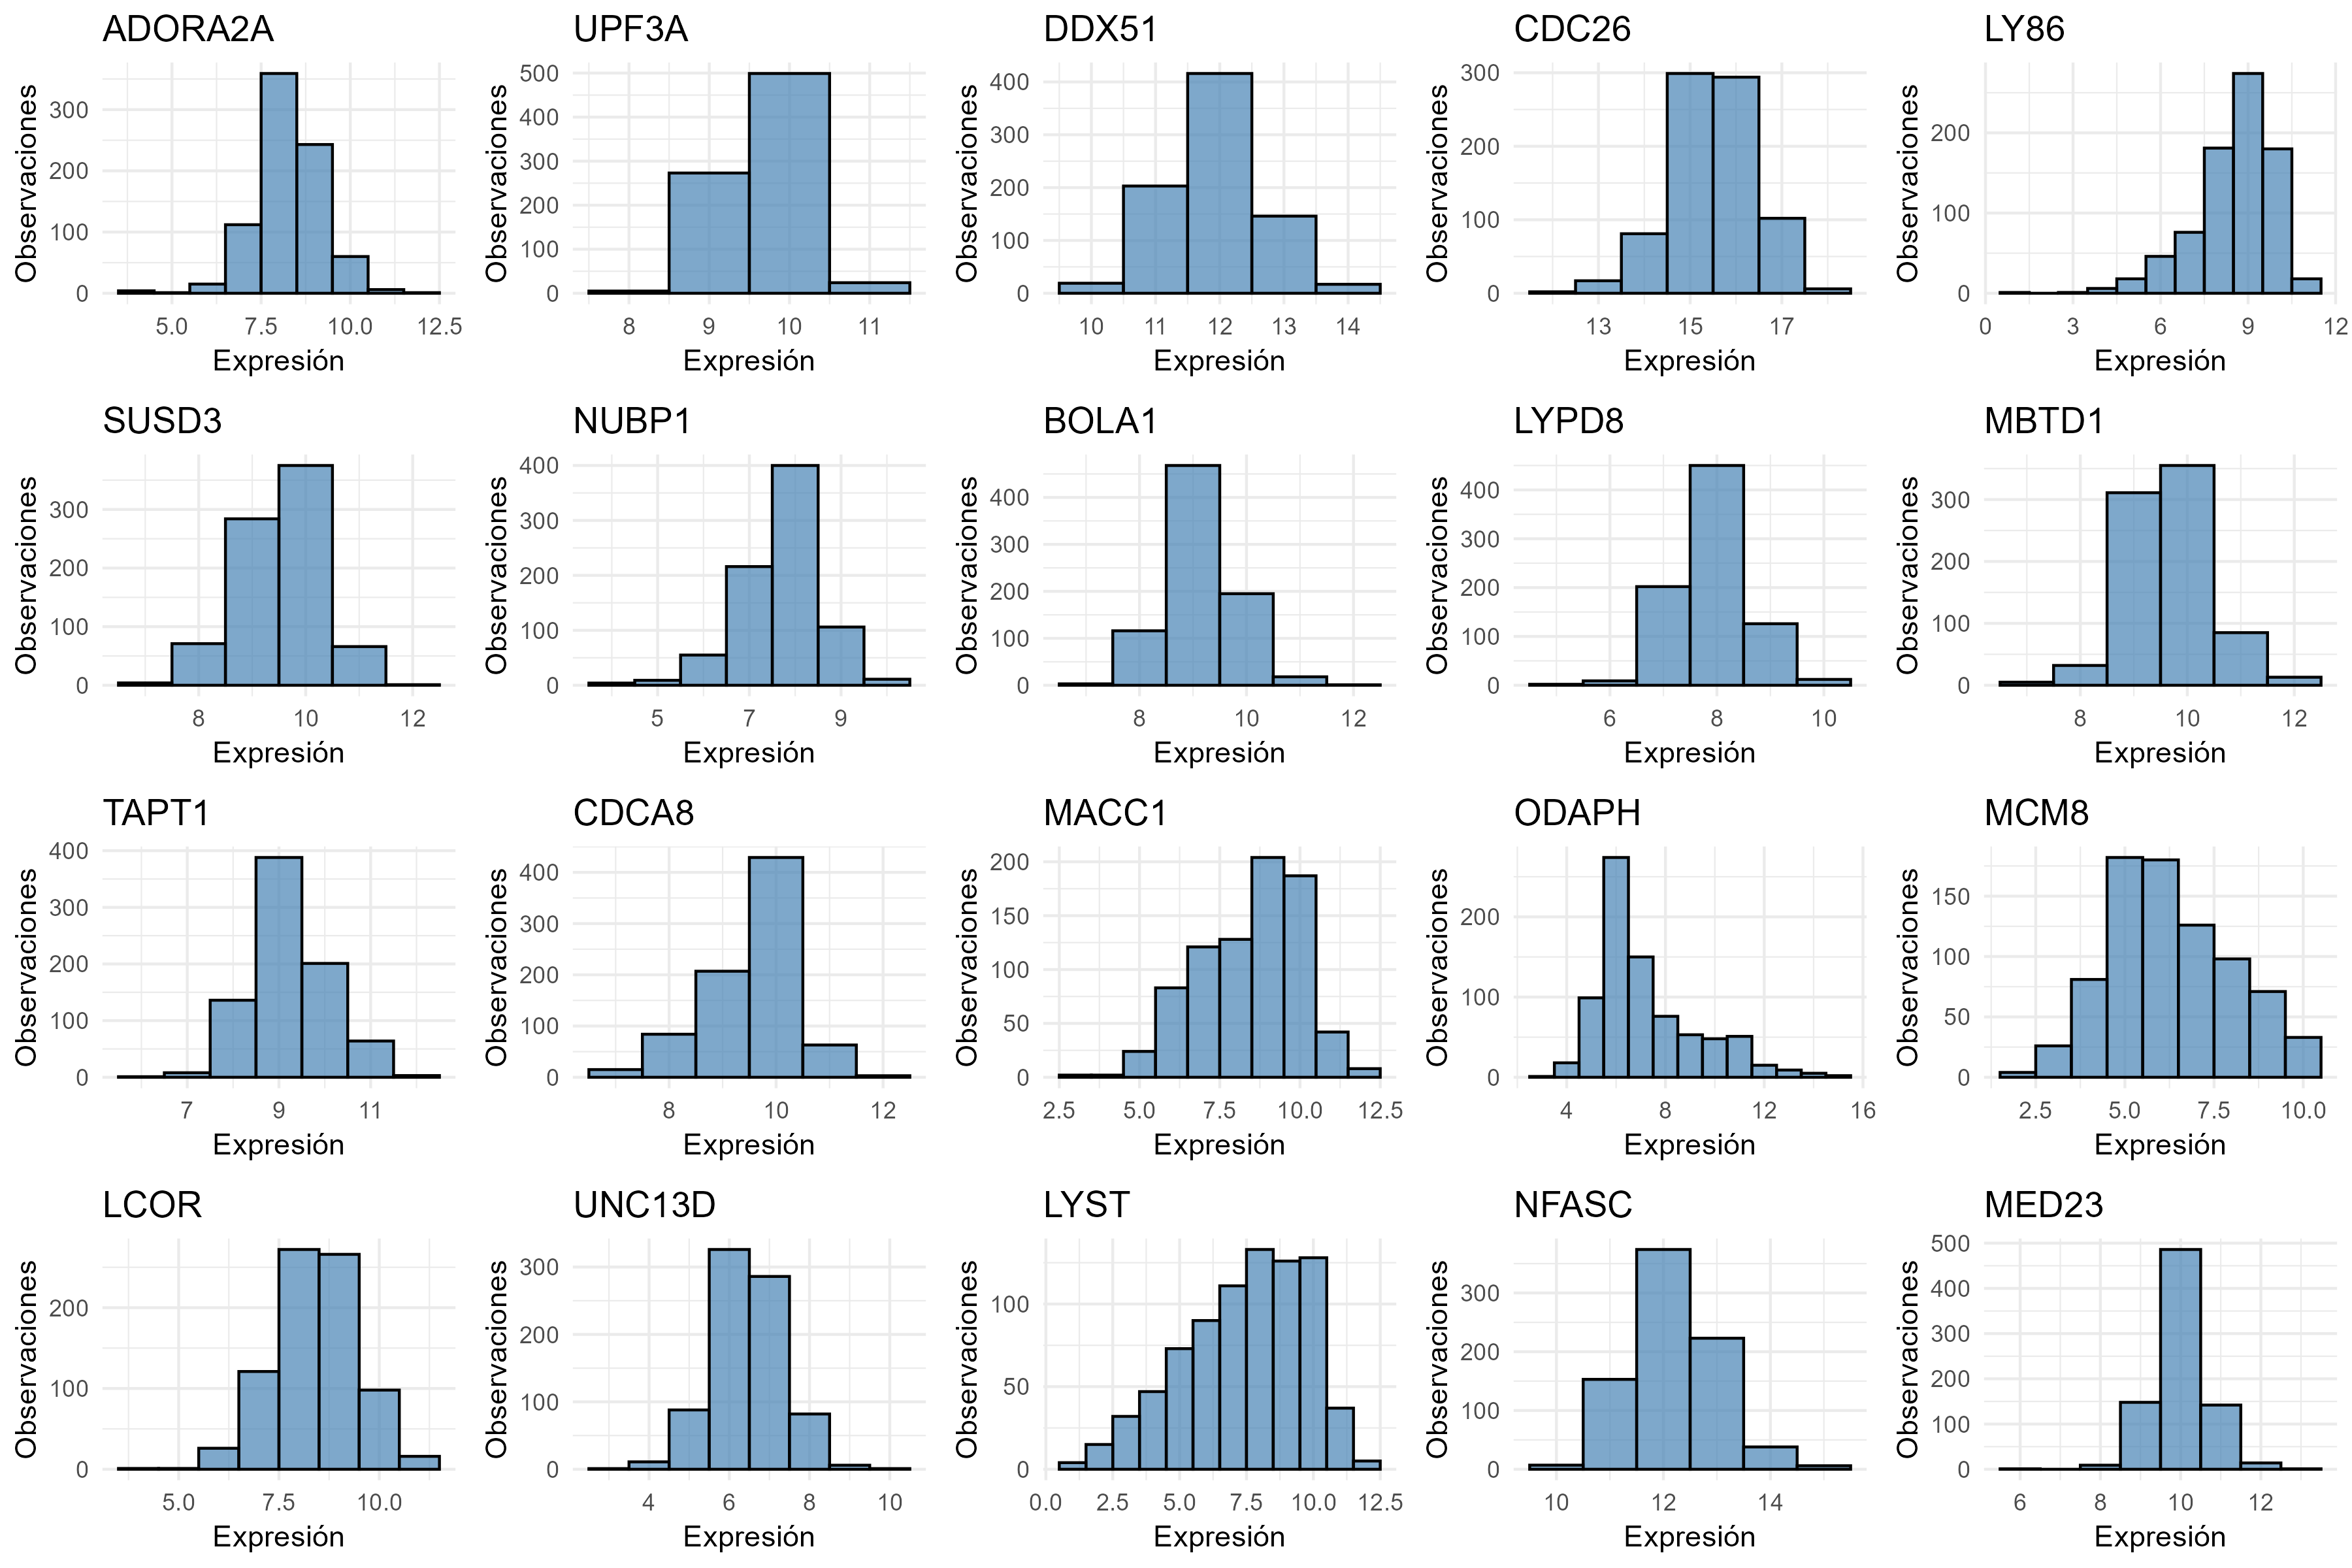 ADORA2A
Observaciones
300
200
100
0
5.0 7.5 10.0 12.5
Expresión
UPF3A
Observaciones
500
400
300
200
100
0
8 9 10 11
Expresión
DDX51
Observaciones
400
300
200
100
0
10 11 12 13 14
Expresión
CDC26
Observaciones
300
200
100
0
13 15 17
Expresión
LY86
Observaciones
200
100
0
0 3 6 9 12
Expresión
SUSD3
Observaciones
300
200
100
0
8 10 12
Expresión
NUBP1
Observaciones
400
300
200
100
0
5 7 9
Expresión
BOLA1
Observaciones
400
300
200
100
0
8 10 12
Expresión
LYPD8
Observaciones
400
300
200
100
0
6 8 10
Expresión
MBTD1
Observaciones
300
200
100
0
8 10 12
Expresión
TAPT1
Observaciones
400
300
200
100
0
7 9 11
Expresión
CDCA8
Observaciones
400
300
200
100
0
8 10 12
Expresión
MACC1
Observaciones
200
150
100
50
0
2.5 5.0 7.5 10.0 12.5
Expresión
ODAPH
Observaciones
200
100
0
4 8 12 16
Expresión
MCM8
Observaciones
150
100
50
0
2.5 5.0 7.5 10.0
Expresión
LCOR
Observaciones
200
100
0
5.0 7.5 10.0
Expresión
UNC13D
Observaciones
300
200
100
0
4 6 8 10
Expresión
LYST
Observaciones
100
50
0
0.0 2.5 5.0 7.5 10.0 12.5
Expresión
NFASC
Observaciones
300
200
100
0
10 12 14
Expresión
MED23
Observaciones
500
400
300
200
100
0
6 8 10 12
Expresión